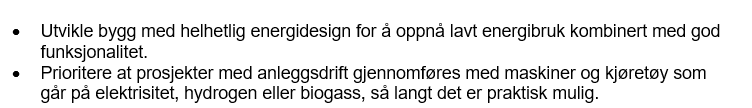 • Utvikle bygg med helhetlig energidesign for å oppnå lavt energibruk kombinert med god
funksjonalitet.
• Prioritere at prosjekter med anleggsdrift gjennomføres med maskiner og kjøretøy som
går på elektrisitet, hydrogen eller biogass, så langt det er praktisk mulig.